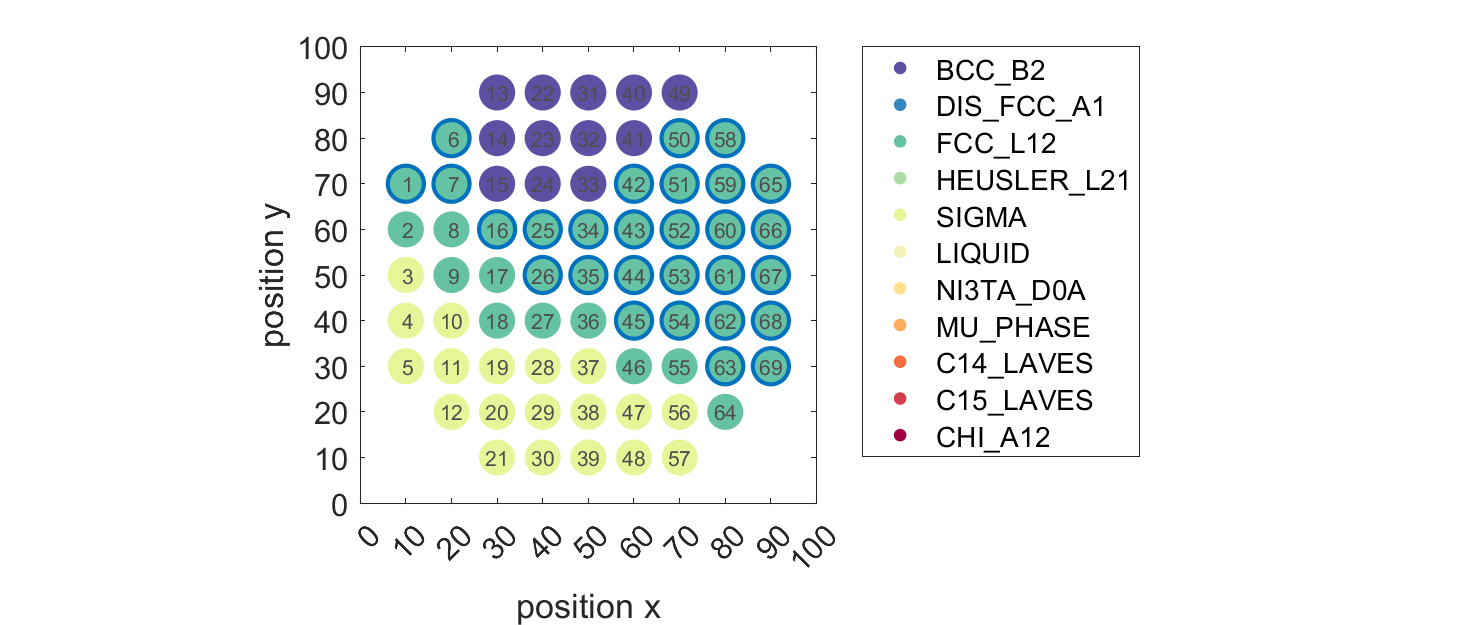 100
90
80
70
60
50
40
30
20
10
0
position y
13 22 31 40 49
6 14 23 32 41 50 58
1 7 15 24 33 42 51 59 65
2 8 16 25 34 43 52 60 66
3 9 17 26 35 44 53 61 67
4 10 18 27 36 45 54 62 68
5 11 19 28 37 46 55 63 69
12 20 29 38 47 56 64
21 30 39 48 57
0 10 20 30 40 50 60 70 80 90 100
position x
BCC_B2
DIS_FCC_A1
FCC_L12
HEUSLER_L21
SIGMA
LIQUID
NI3TA_D0A
MU_PHASE
C14_LAVES
C15_LAVES
CHI_A12